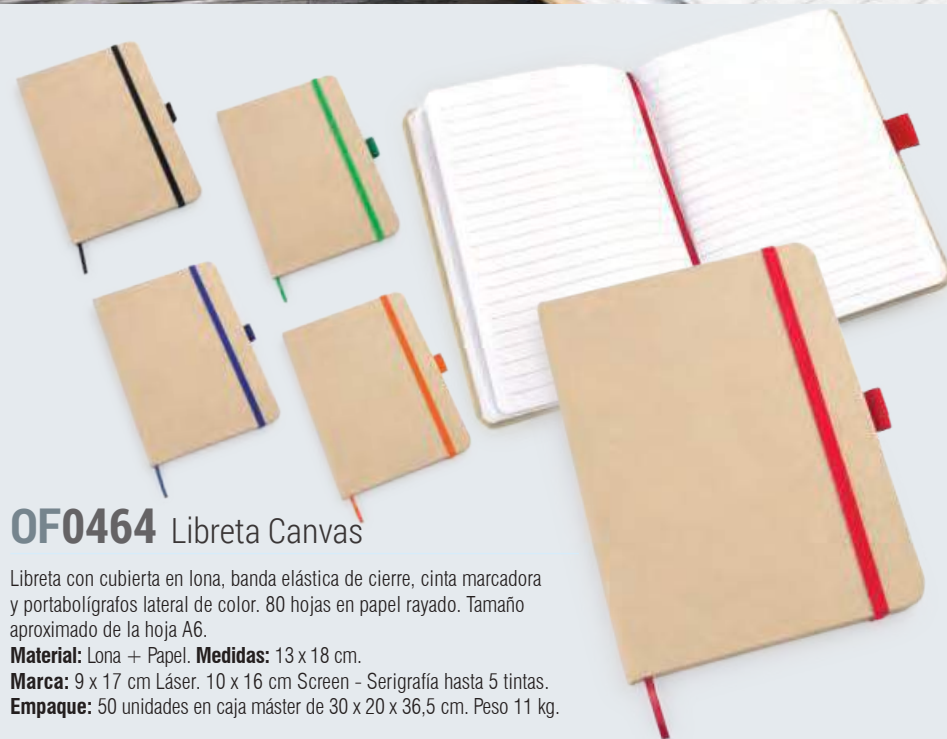 OF0464 Libreta Canvas
Libreta con cubierta en lona, banda elástica de cierre, cinta marcadora
y portabolígrafos lateral de color. 80 hojas en papel rayado. Tamaño
aproximado de la hoja A6.
Material: Lona + Papel. Medidas: 13 x 18 cm.
Marca: 9 x 17 cm Láser. 10 x 16 cm Screen - Serigrafía hasta 5 tintas.
Empaque: 50 unidades en caja máster de 30 x 20 x 36,5 cm. Peso 11 kg.